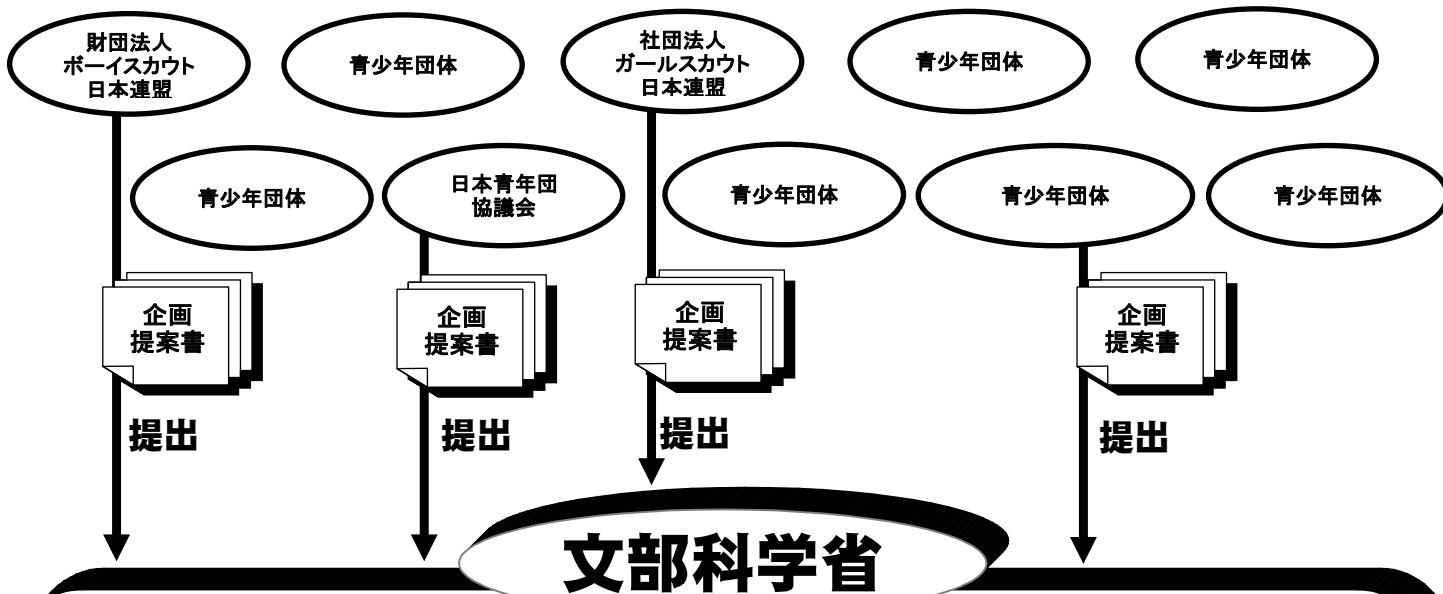 財団法人
ボーイスカウト
日本連盟
青少年団体
社団法人
ガールスカウト
日本連盟
青少年団体
青少年団体
青少年団体
日本青年団
協議会
青少年団体
青少年団体
青少年団体
企画
提案書
企画
提案書
企画
提案書
企画
提案書
提出
提出
提出
提出
文部科学省